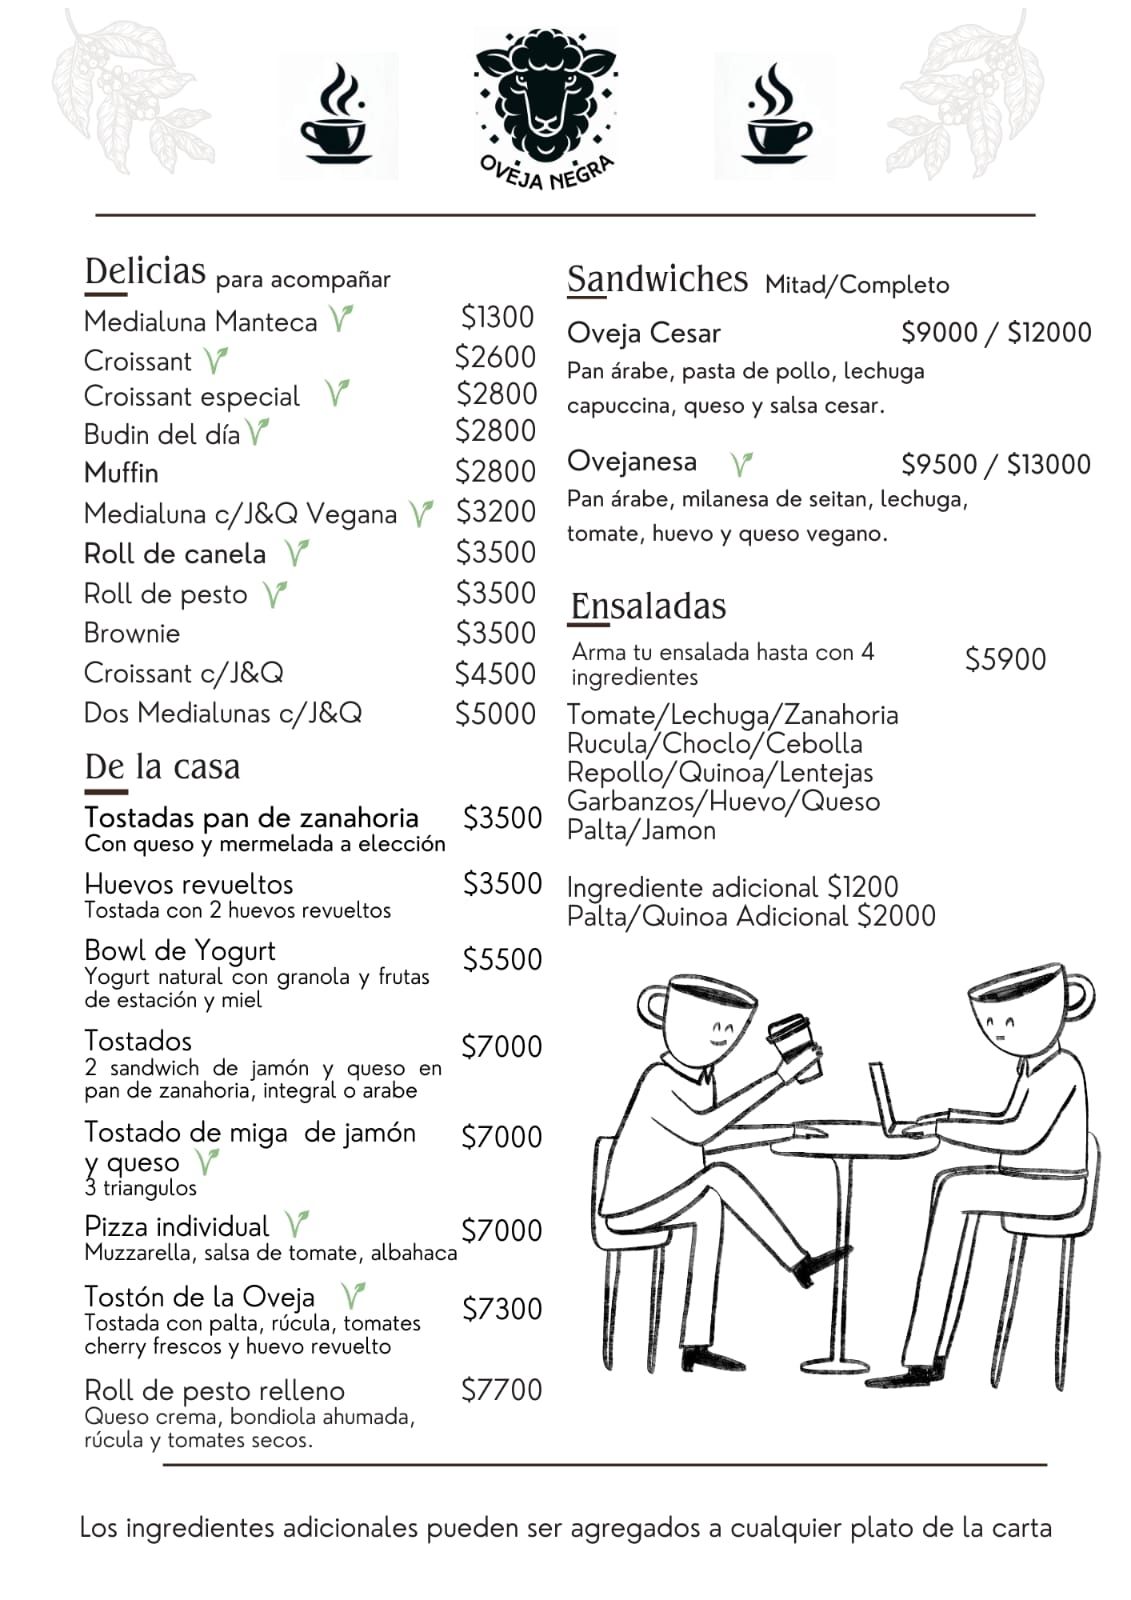 OVEJA NEGRA
Delicias para acompañar
Medialuna Manteca $1300
Croissant $2600
Croissant especial $2800
Budin del día $2800
Muffin $2800
Medialuna c/J&Q Vegana $3200
Roll de canela $3500
Roll de pesto $3500
Brownie $3500
Croissant c/J&Q $4500
Dos Medialunas c/J&Q $5000
De la casa
Tostadas pan de zanahoria $3500
Con queso y mermelada a elección
Huevos revueltos $3500
Tostada con 2 huevos revueltos
Bowl de Yogurt $5500
Yogurt natural con granola y frutas
de estación y miel
Tostados $7000
2 sandwich de jamón y queso en
pan de zanahoria, integral o arabe
Tostado de miga de jamón $7000
y queso
3 triangulos
Pizza individual $7000
Muzzarella, salsa de tomate, albahaca
Tostón de la Oveja $7300
Tostada con palta, rúcula, tomates
cherry frescos y huevo revuelto
Roll de pesto relleno $7700
Queso crema, bondiola ahumada,
rúcula y tomates secos.
Sandwiches Mitad/Completo
Oveja Cesar $9000 / $12000
Pan árabe, pasta de pollo, lechuga
capuccina, queso y salsa cesar.
Ovejanesa $9500 / $13000
Pan árabe, milanesa de seitan, lechuga,
tomate, huevo y queso vegano.
Ensaladas
Arma tu ensalada hasta con 4 $5900
ingredientes
Tomate/Lechuga/Zanahoria
Rucula/Choclo/Cebolla
Repollo/Quinoa/Lentejas
Garbanzos/Huevo/Queso
Palta/Jamon
Ingrediente adicional $1200
Palta/Quinoa Adicional $2000
Los ingredientes adicionales pueden ser agregados a cualquier plato de la carta